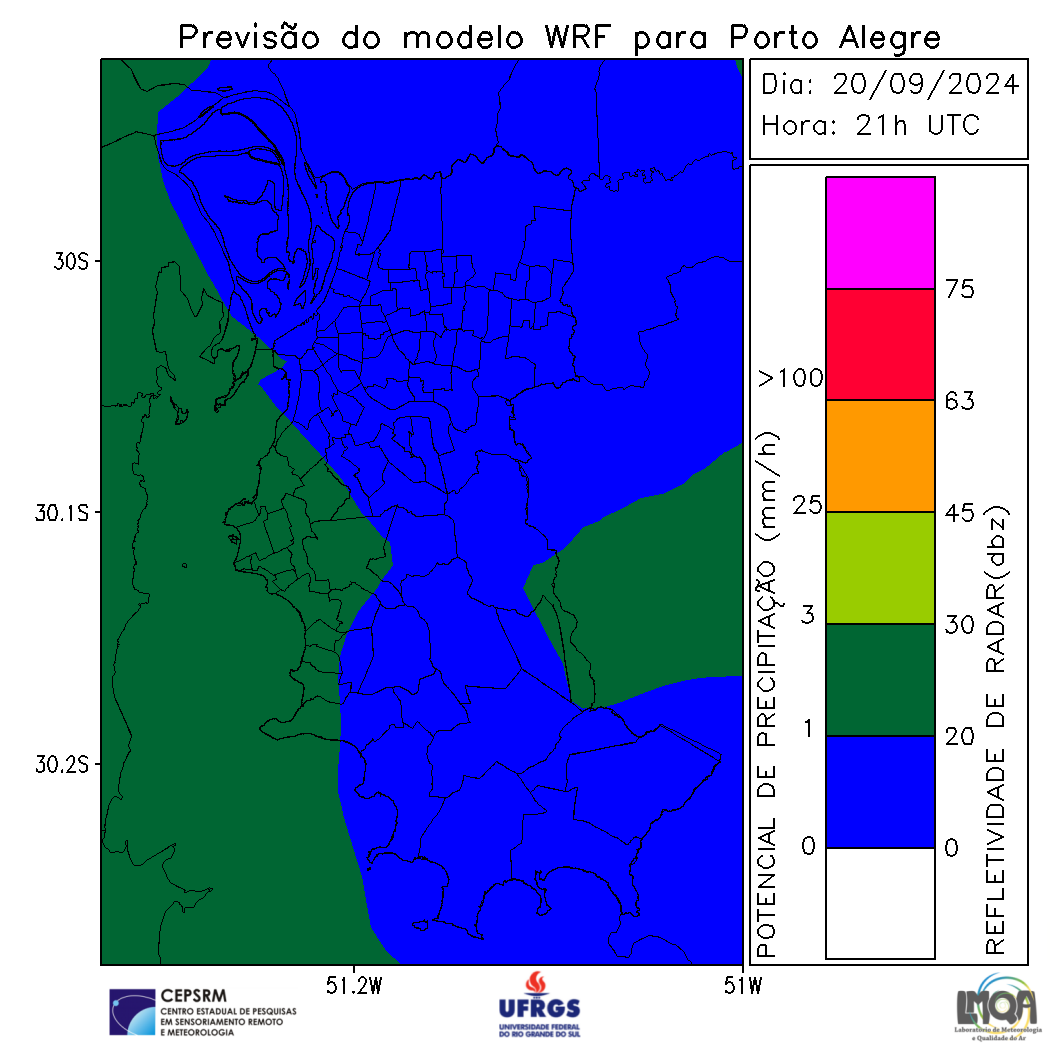 Previsão do modelo WRF para Porto Alegre
Dia: 20/09/2024
Hora: 21h UTC
30S
30.1S
30.2S
51.2W
51W
POTENCIAL DE PRECIPITAÇÃO (mm/h)
>100
25
3
1
0
75
63
45
30
20
0
REFLETIVIDADE DE RADAR(dbz)
CEPSRM
CENTRO ESTADUAL DE PESQUISAS
EM SENSORIAMENTO REMOTO
E METEOROLOGIA
UFRGS
UNIVERSIDADE FEDERAL
DO RIO GRANDE DO SUL
LMQA
Laboratório de Meteorologia
e Qualidade do Ar